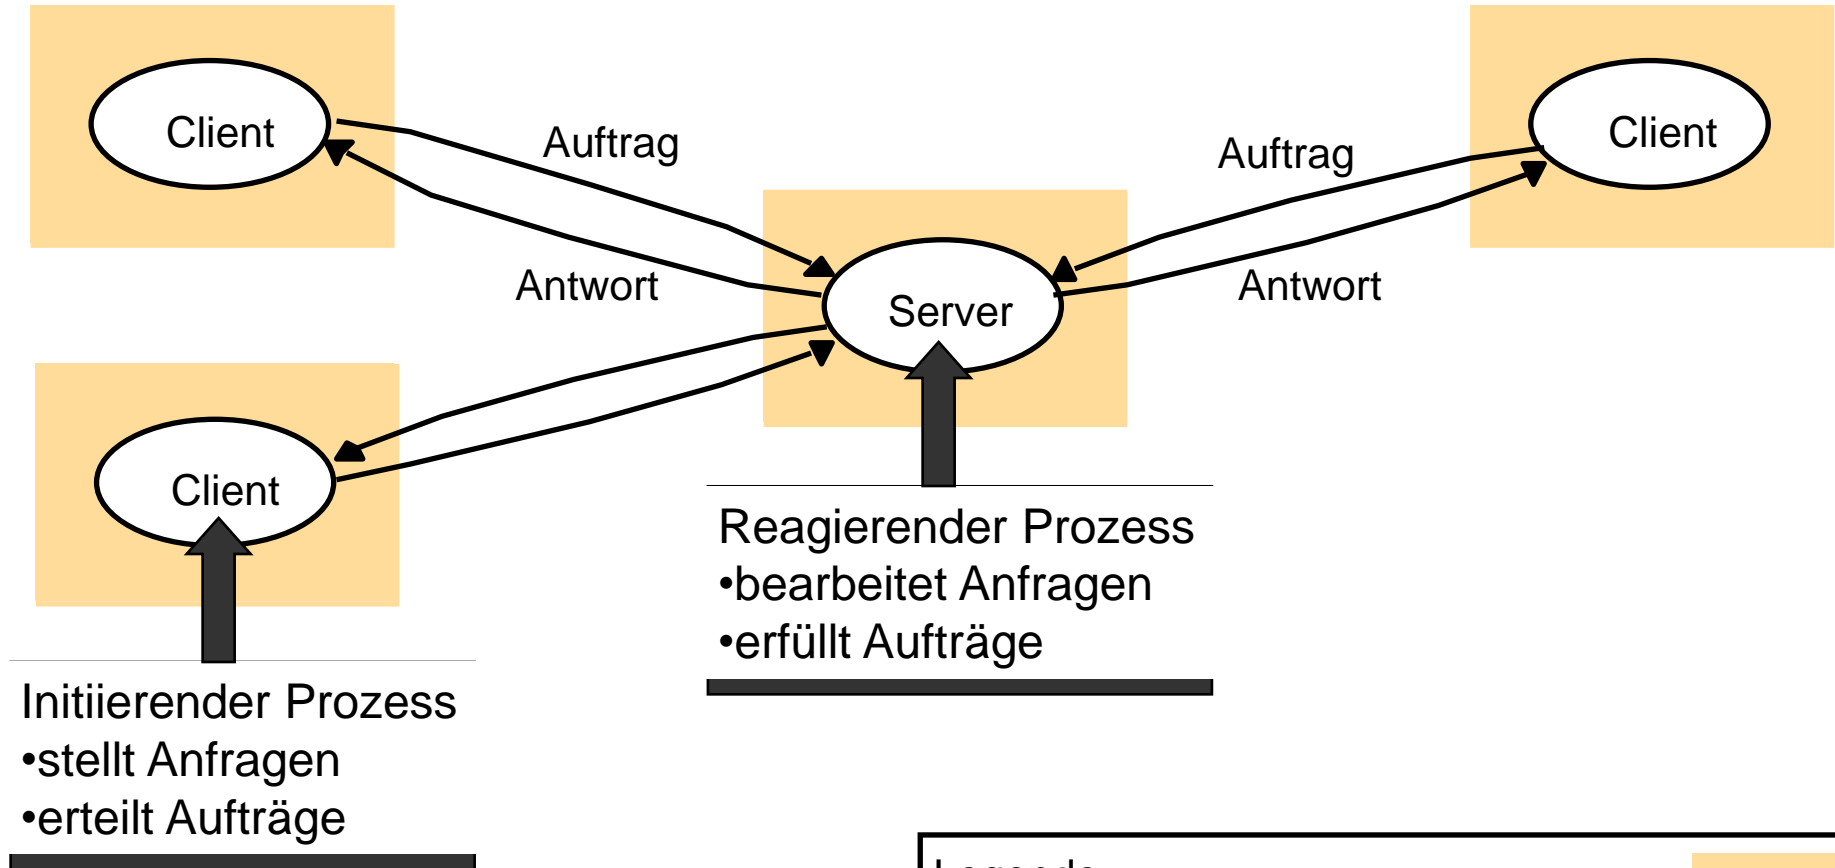 Client
Auftrag
Auftrag
Client
Antwort
Server
Antwort
Client
Reagierender Prozess
•bearbeitet Anfragen
•erfüllt Aufträge
Initiierender Prozess
•stellt Anfragen
•erteilt Aufträge